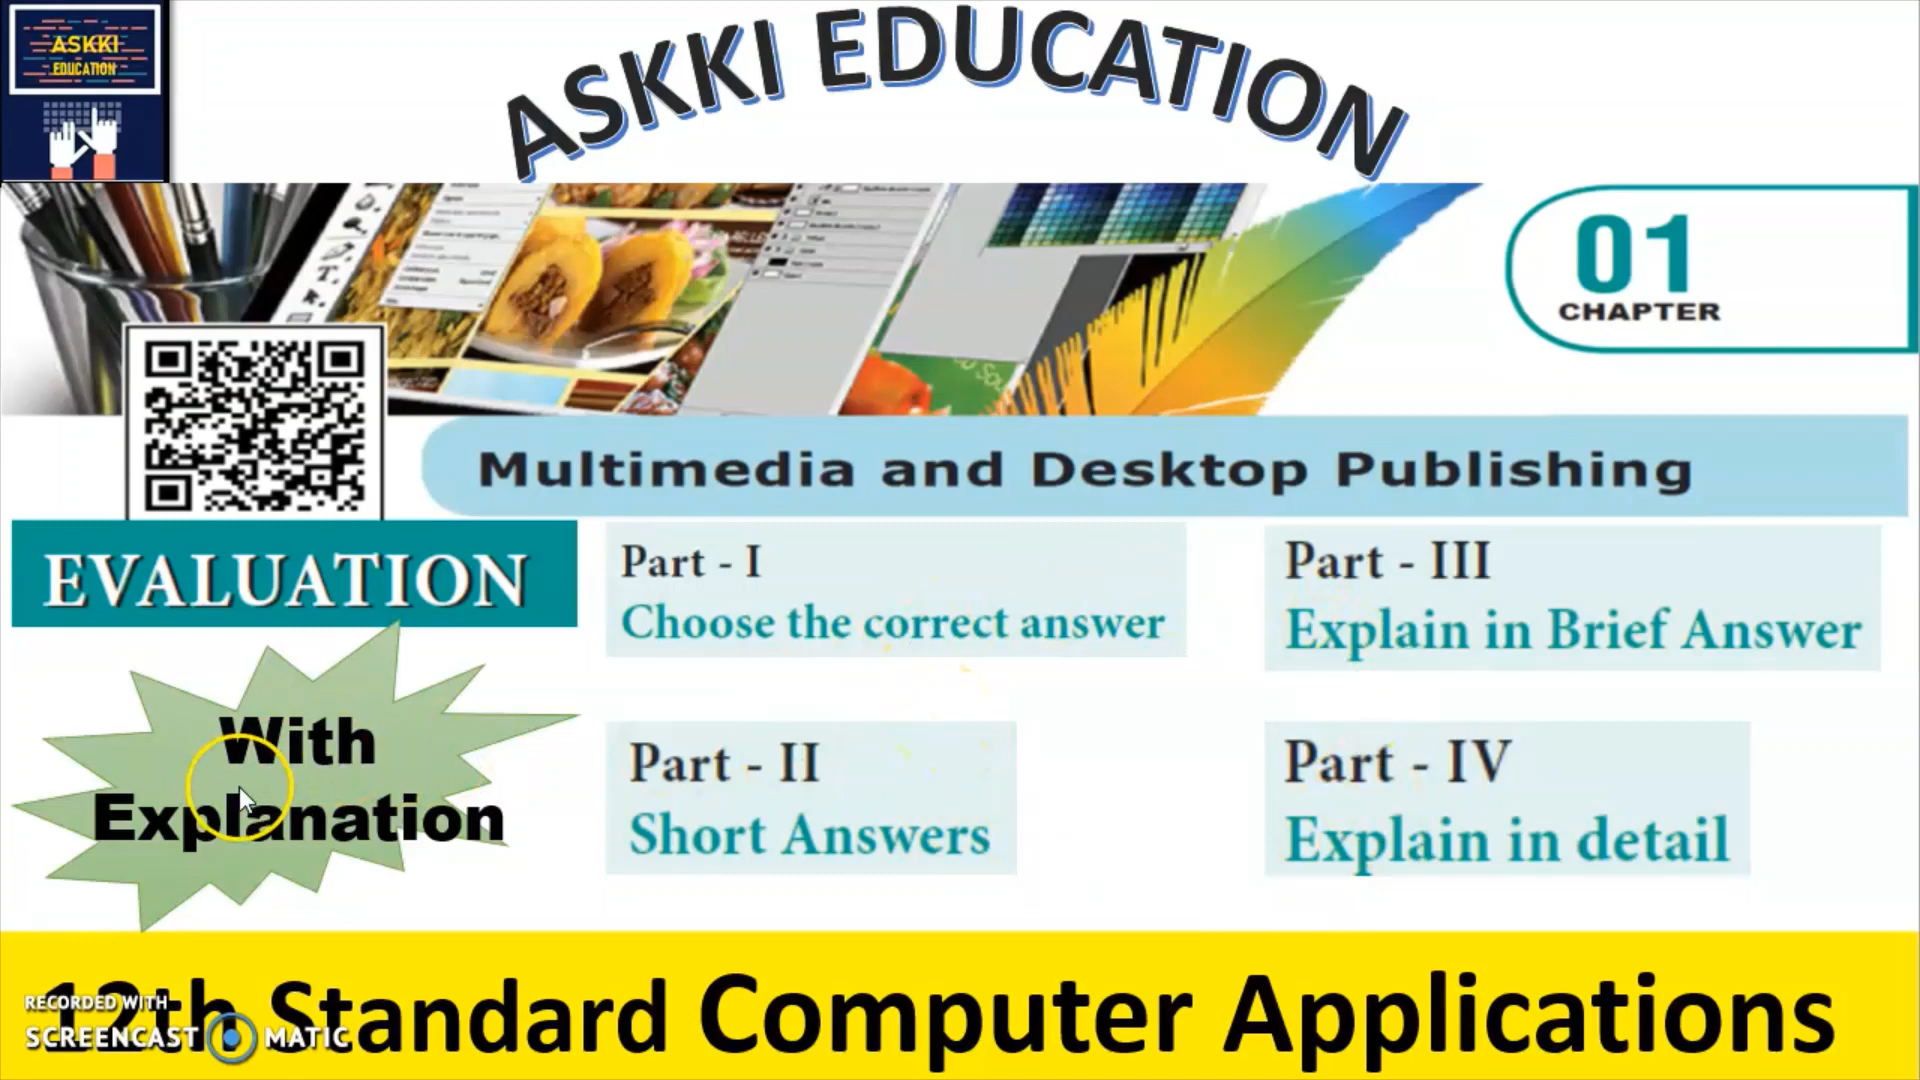 ASKKI
EDUCATION
ASKKI EDUCATION
01
CHAPTER
Multimedia and Desktop Publishing
EVALUATION
Part - I
Choose the correct answer
Part - III
Explain in Brief Answer
With
Explanation
Part - II
Short Answers
Part - IV
Explain in detail
12th Standard Computer Applications
RECORDED WITH
SCREENCAST MATIC